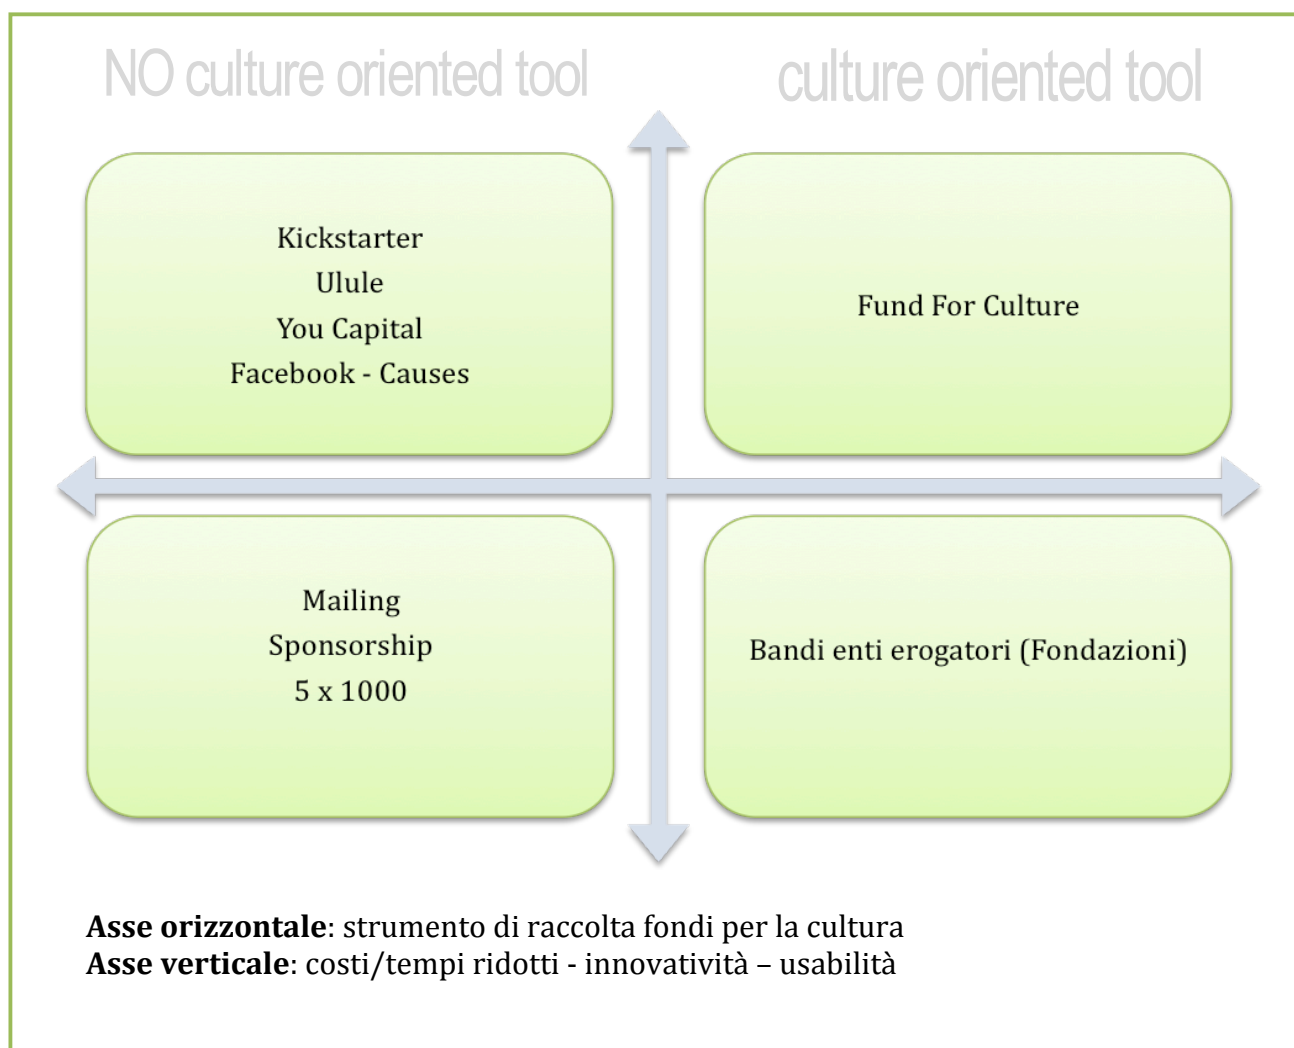 NO culture oriented tool
culture oriented tool
Kickstarter
Ulule
You Capital
Facebook - Causes
Fund For Culture
Mailing
Sponsorship
5 x 1000
Bandi enti erogatori (Fondazioni)
Asse orizzontale: strumento di raccolta fondi per la cultura
Asse verticale: costi/tempi ridotti - innovatività – usabilità